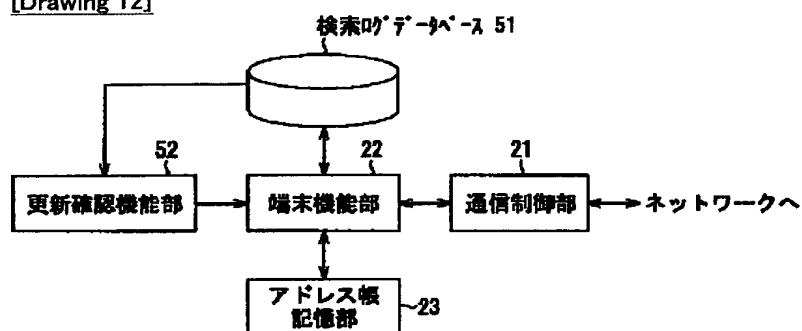 [Drawing 12]
検索ﾛｸﾞﾃﾞｰﾀﾍﾞｰｽ 51
52
22
21
更新確認機能部
端末機能部
通信制御部
ネットワークへ
アドレス帳
記憶部
23